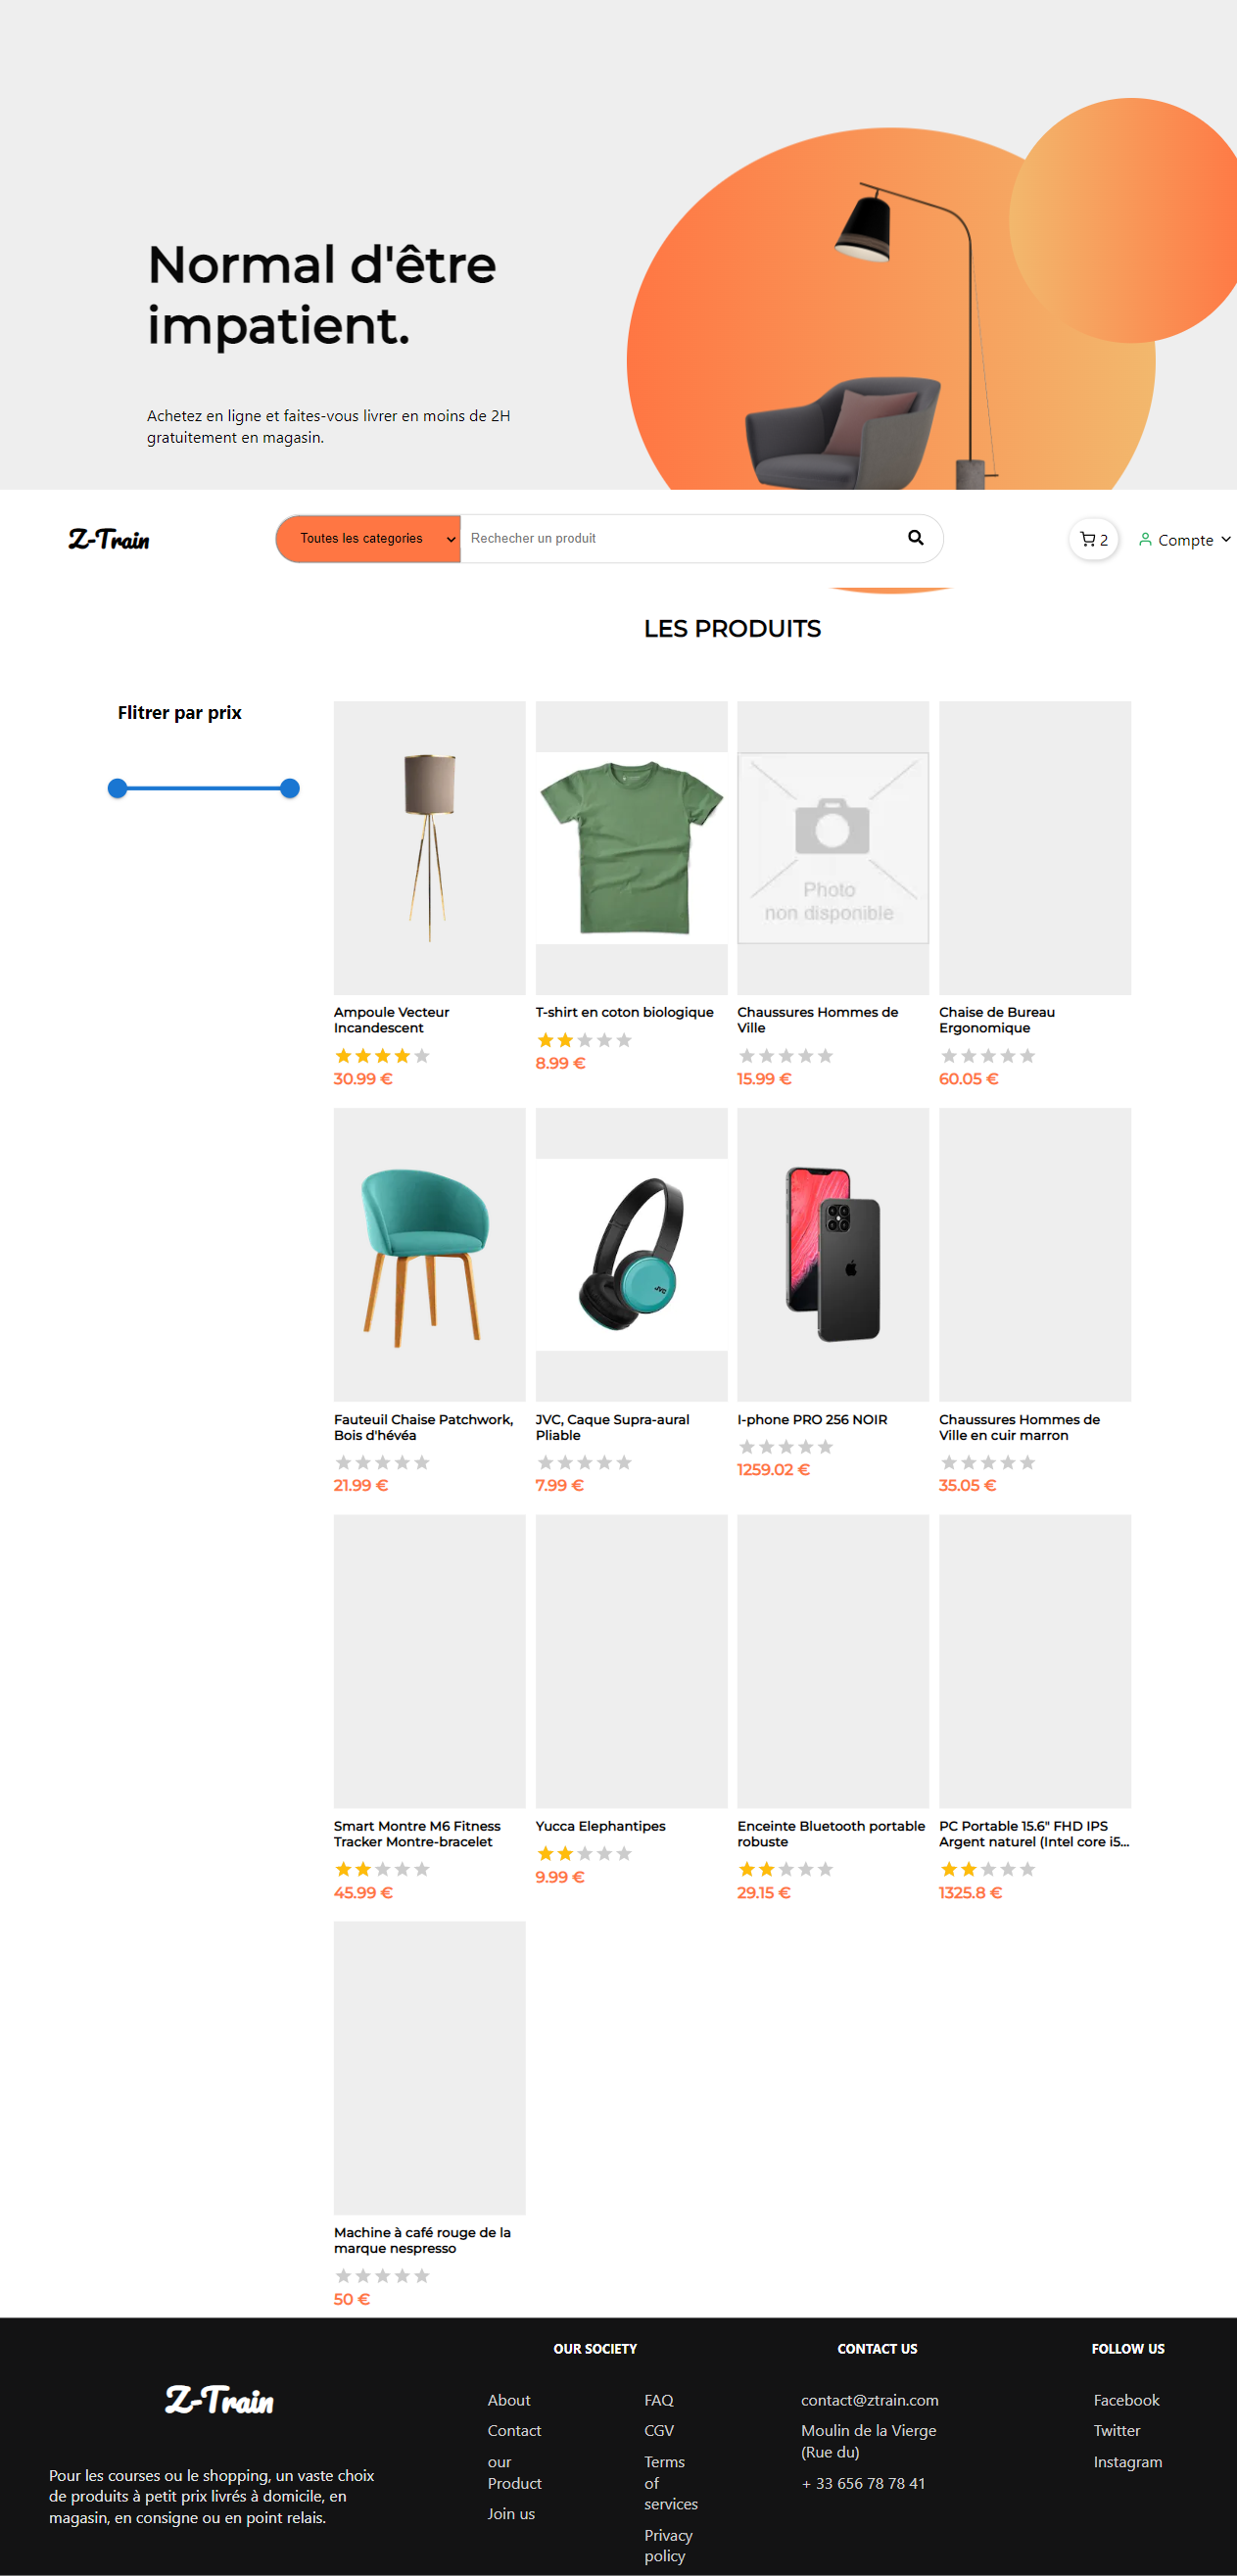 Normal d'être
impatient.
Achetez en ligne et faites-vous livrer en moins de 2H
gratuitement en magasin.
Z-Train
Toutes les categories
Rechecher un produit
2
Compte
LES PRODUITS
Flitrer par prix
Photo
non disponible
Ampoule Vecteur
Incandescent
30.99 €
T-shirt en coton biologique
8.99 €
Chaussures Hommes de
Ville
15.99 €
Chaise de Bureau
Ergonomique
60.05 €
JVC
Fauteuil Chaise Patchwork,
Bois d'hévéa
21.99 €
JVC, Caque Supra-aural
Pliable
7.99 €
I-phone PRO 256 NOIR
1259.02 €
Chaussures Hommes de
Ville en cuir marron
35.05 €
Smart Montre M6 Fitness
Tracker Montre-bracelet
45.99 €
Yucca Elephantipes
9.99 €
Enceinte Bluetooth portable
robuste
29.15 €
PC Portable 15.6" FHD IPS
Argent naturel (Intel core i5...
1325.8 €
Machine à café rouge de la
marque nespresso
50 €
Z-Train
Pour les courses ou le shopping, un vaste choix
de produits à petit prix livrés à domicile, en
magasin, en consigne ou en point relais.
OUR SOCIETY
About
Contact
our
Product
Join us
FAQ
CGV
Terms
of
services
Privacy
policy
CONTACT US
contact@ztrain.com
Moulin de la Vierge
(Rue du)
+ 33 656 78 78 41
FOLLOW US
Facebook
Twitter
Instagram